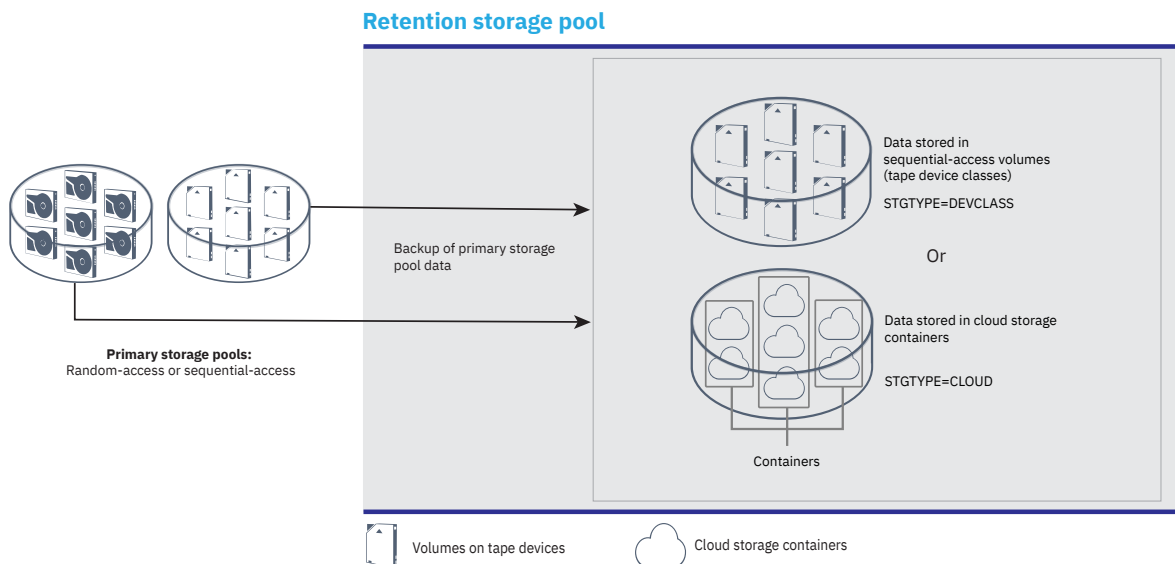 Retention storage pool
Data stored in
sequential-access volumes
(tape device classes)
STGTYPE=DEVCLASS
Backup of primary storage
pool data
Or
Data stored in cloud storage
containers
STGTYPE=CLOUD
Primary storage pools:
Random-access or sequential-access
Containers
Volumes on tape devices
Cloud storage containers